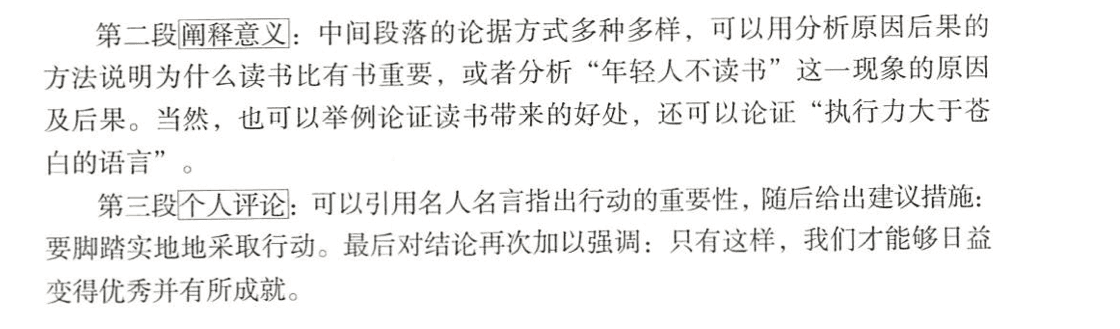 第二段阐释意义：中间段落的论据方式多种多样，可以用分析原因后果的
方法说明为什么读书比有书重要，或者分析“年轻人不读书”这一现象的原因
及后果。当然，也可以举例论证读书带来的好处，还可以论证“执行力大于苍
白的语言”。
第三段个人评论：可以引用名人名言指出行动的重要性，随后给出建议措施：
要脚踏实地地采取行动。最后对结论再次加以强调：只有这样，我们才能够日益
变得优秀并有所成就。